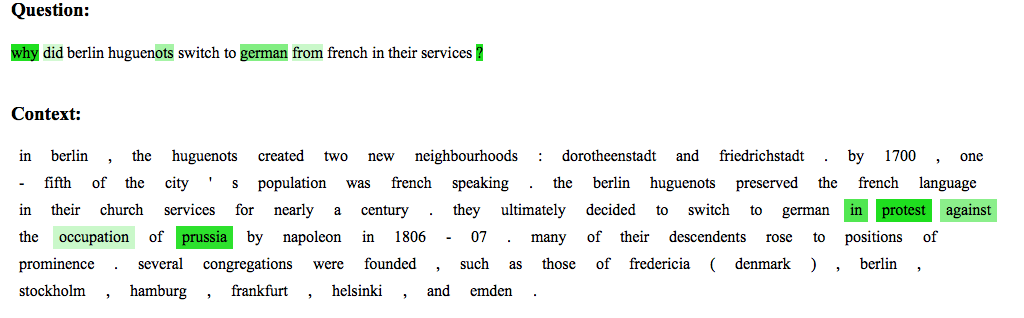 Question:
why did berlin huguenots switch to german from french in their services ?
Context:
in berlin , the huguenots created two new neighbourhoods : dorotheenstadt and friedrichstadt . by 1700 , one
- fifth of the city ' s population was french speaking . the berlin huguenots preserved the french language
in their church services for nearly a century . they ultimately decided to switch to german in protest against
the occupation of prussia by napoleon in 1806 - 07 . many of their descendents rose to positions of
prominence . several congregations were founded , such as those of fredericia ( denmark ) , berlin ,
stockholm , hamburg , frankfurt , helsinki , and emden .